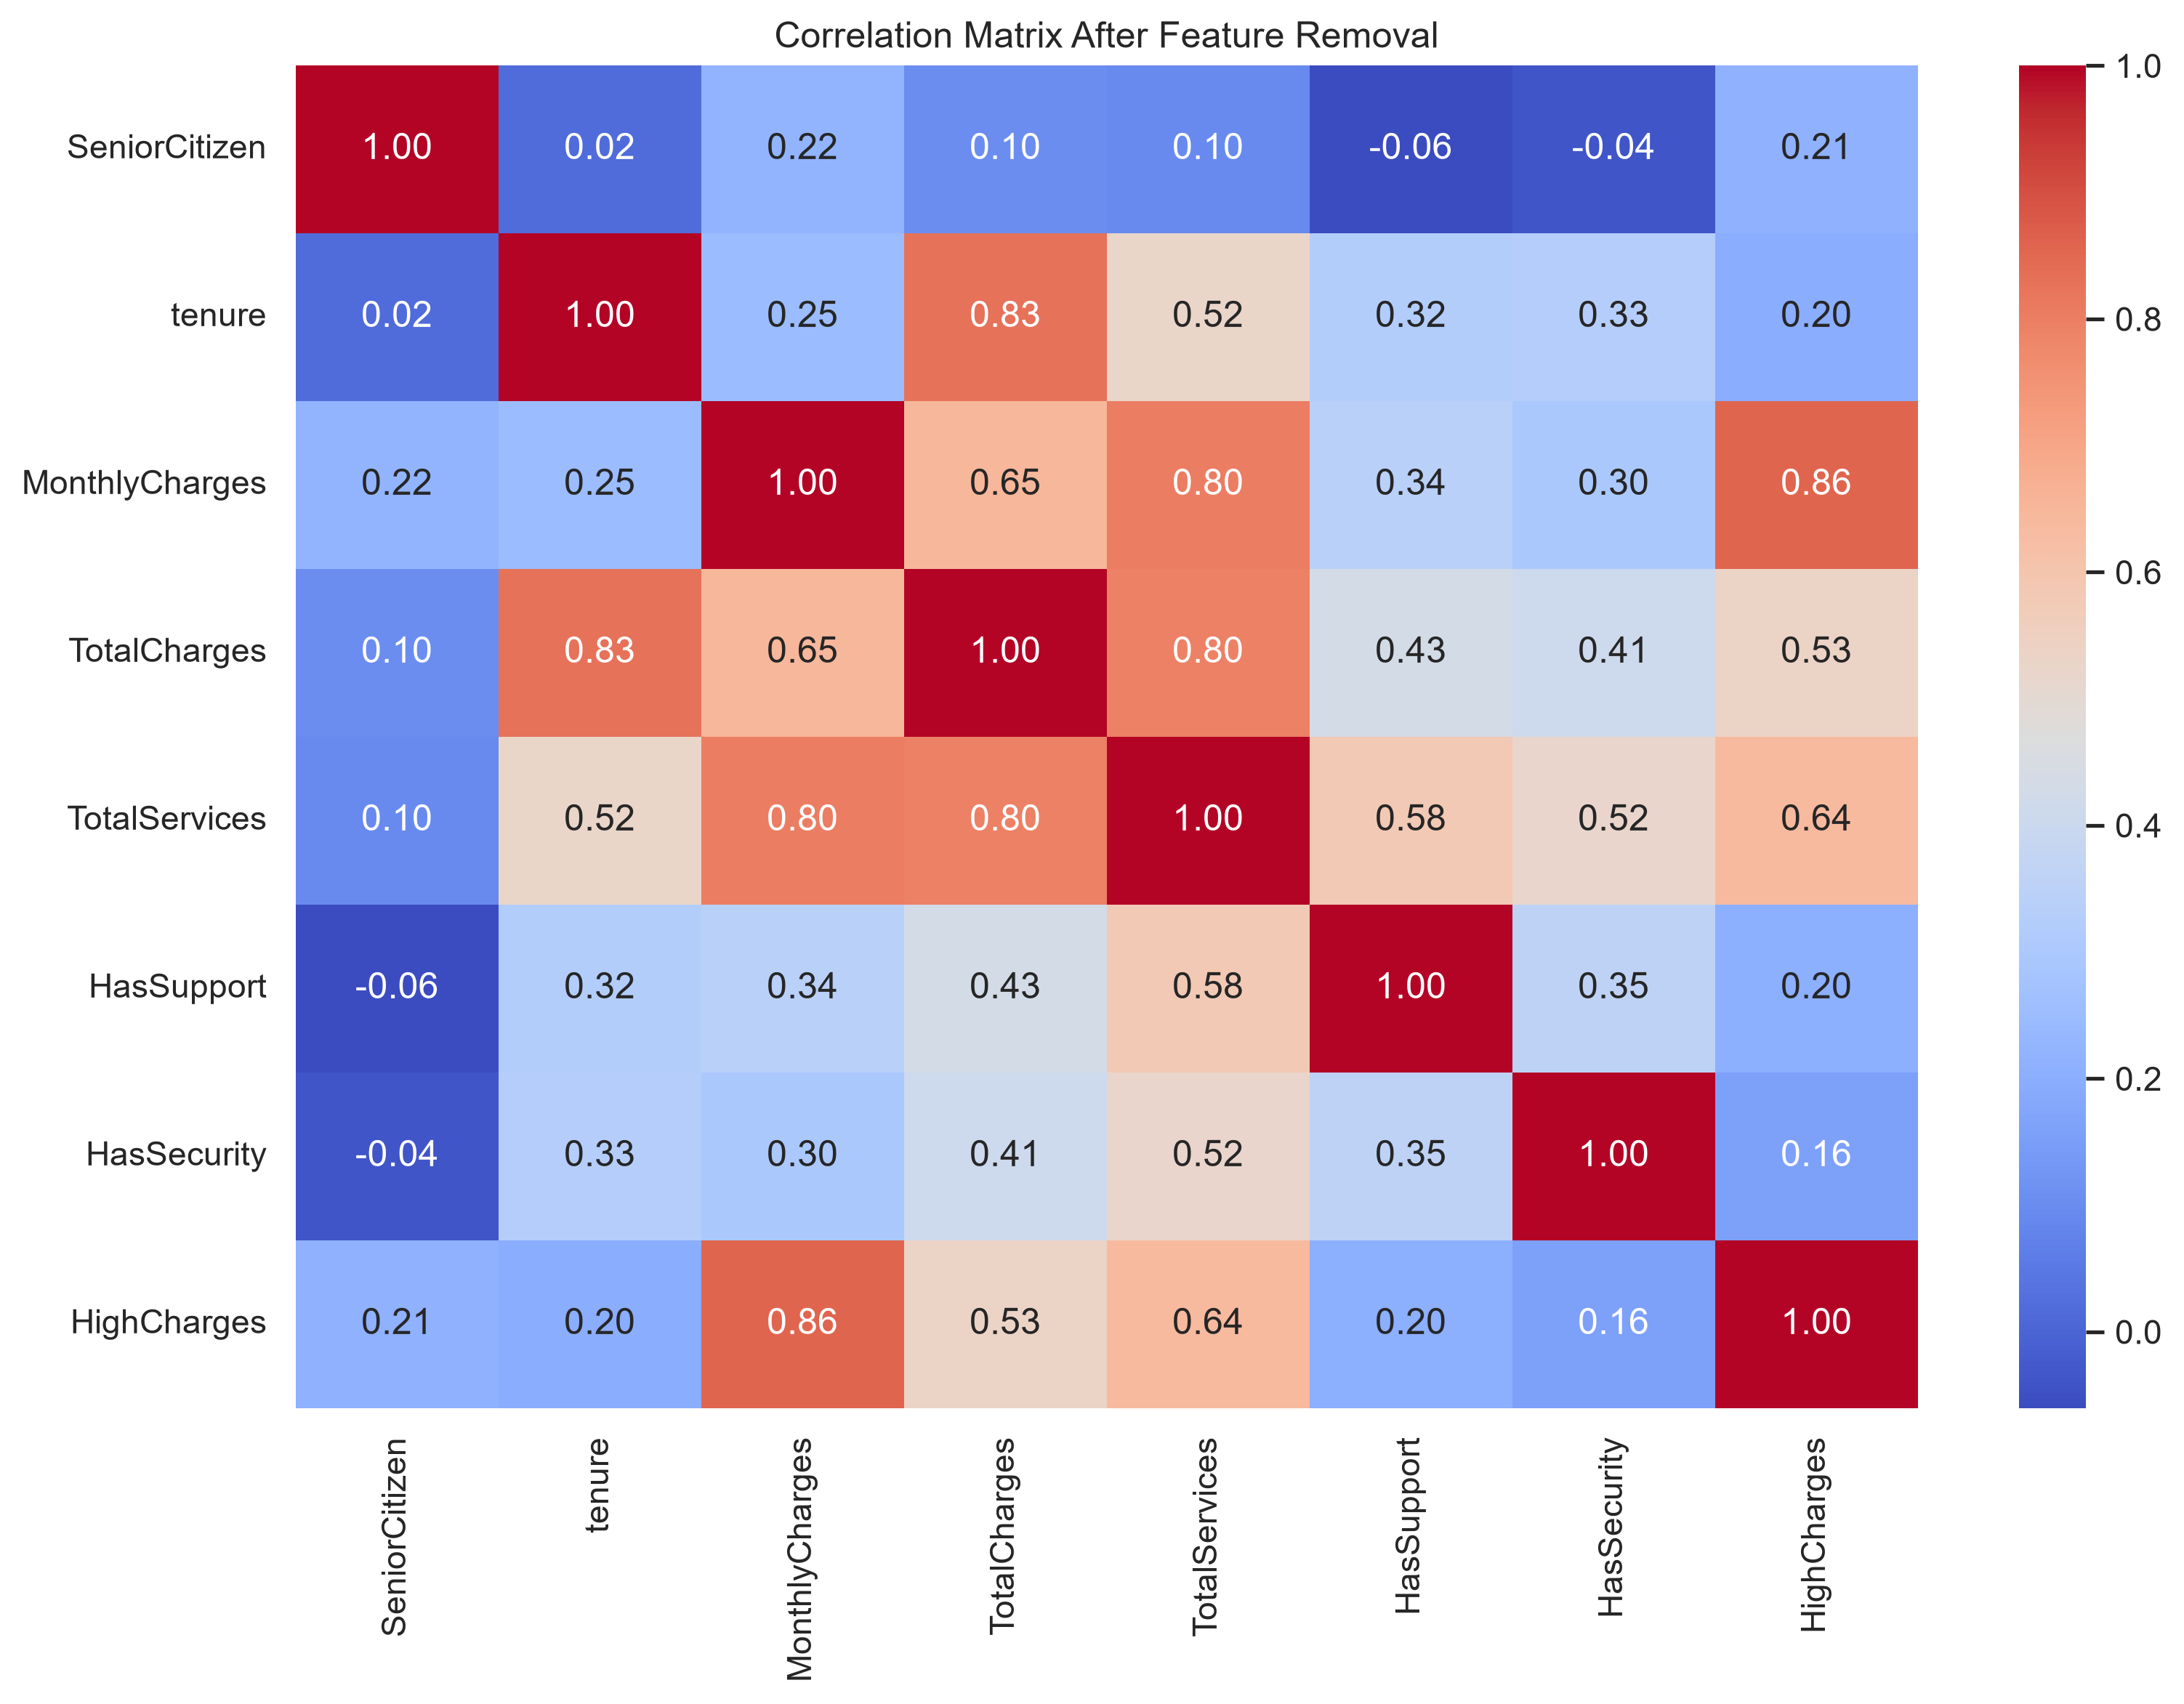 Correlation Matrix After Feature Removal
SeniorCitizen 1.00 0.02 0.22 0.10 0.10 -0.06 -0.04 0.21
tenure 0.02 1.00 0.25 0.83 0.52 0.32 0.33 0.20
MonthlyCharges 0.22 0.25 1.00 0.65 0.80 0.34 0.30 0.86
TotalCharges 0.10 0.83 0.65 1.00 0.80 0.43 0.41 0.53
TotalServices 0.10 0.52 0.80 0.80 1.00 0.58 0.52 0.64
HasSupport -0.06 0.32 0.34 0.43 0.58 1.00 0.35 0.20
HasSecurity -0.04 0.33 0.30 0.41 0.52 0.35 1.00 0.16
HighCharges 0.21 0.20 0.86 0.53 0.64 0.20 0.16 1.00
SeniorCitizen
tenure
MonthlyCharges
TotalCharges
TotalServices
HasSupport
HasSecurity
HighCharges
1.0
0.8
0.6
0.4
0.2
0.0